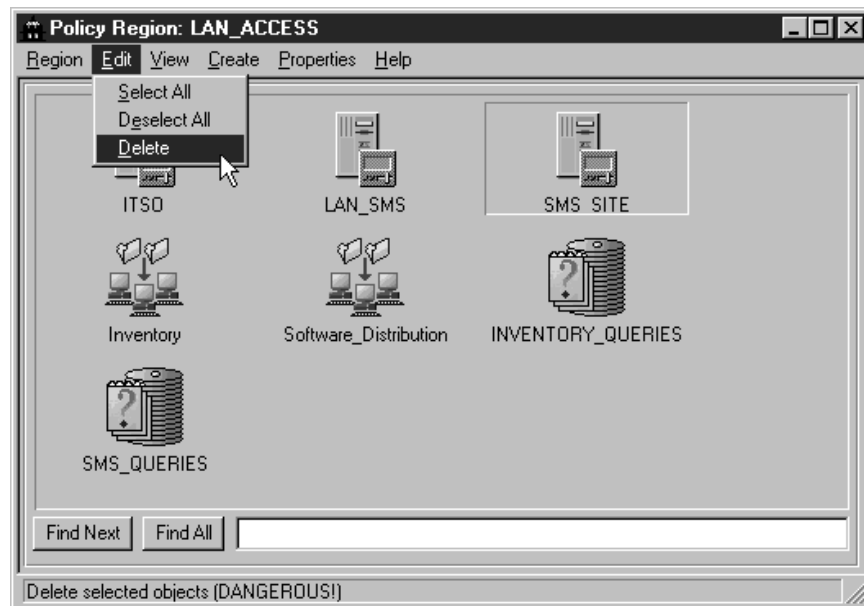 Policy Region: LAN_ACCESS
Region Edit View Create Properties Help
Select All
Deselect All
Delete
ITSO LAN_SMS SMS SITE
Inventory Software_Distribution INVENTORY_QUERIES
SMS_QUERIES
Find Next Find All
Delete selected objects (DANGEROUS!)